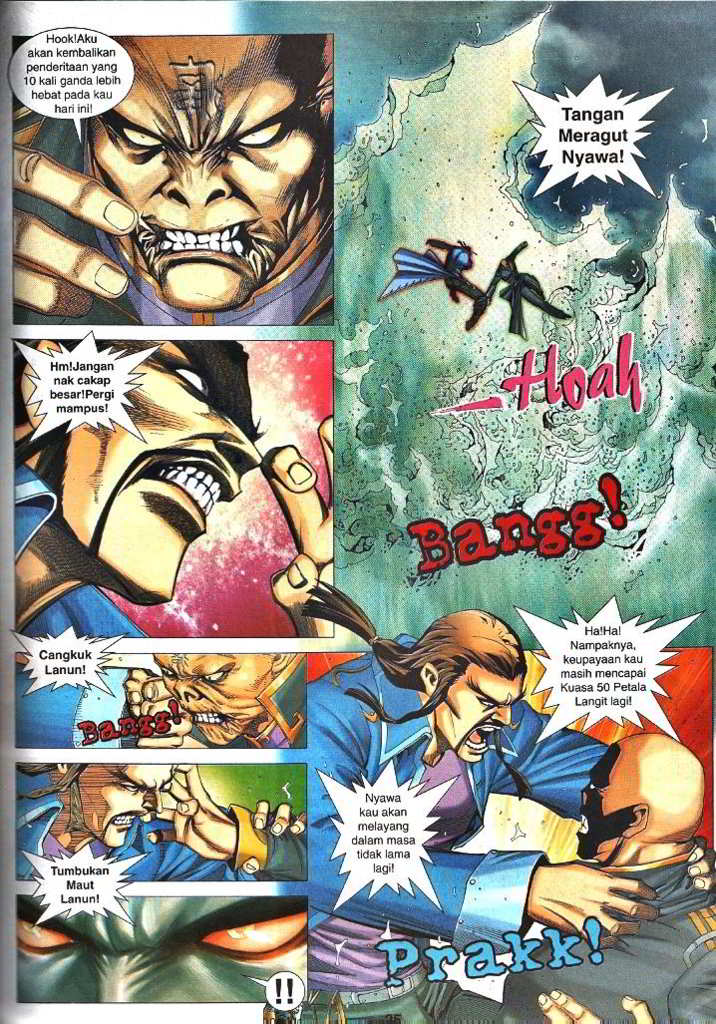 Hook!Aku
akan kembalikan
penderitaan yang
10 kali ganda lebih
hebat pada kau
hari ini!
Tangan
Meragut
Nyawa!
Hoah
Bangg!
Hm!Jangan
nak cakap
besar!Pergi
mampus!
Cangkuk
Lanun!
Bangg!
Tumbukan
Maut
Lanun!
!!
Ha!Ha!
Nampaknya,
keupayaan kau
masih mencapai
Kuasa 50 Petala
Langit lagi!
Nyawa
kau akan
melayang
dalam masa
tidak lama
lagi!
Prakk!